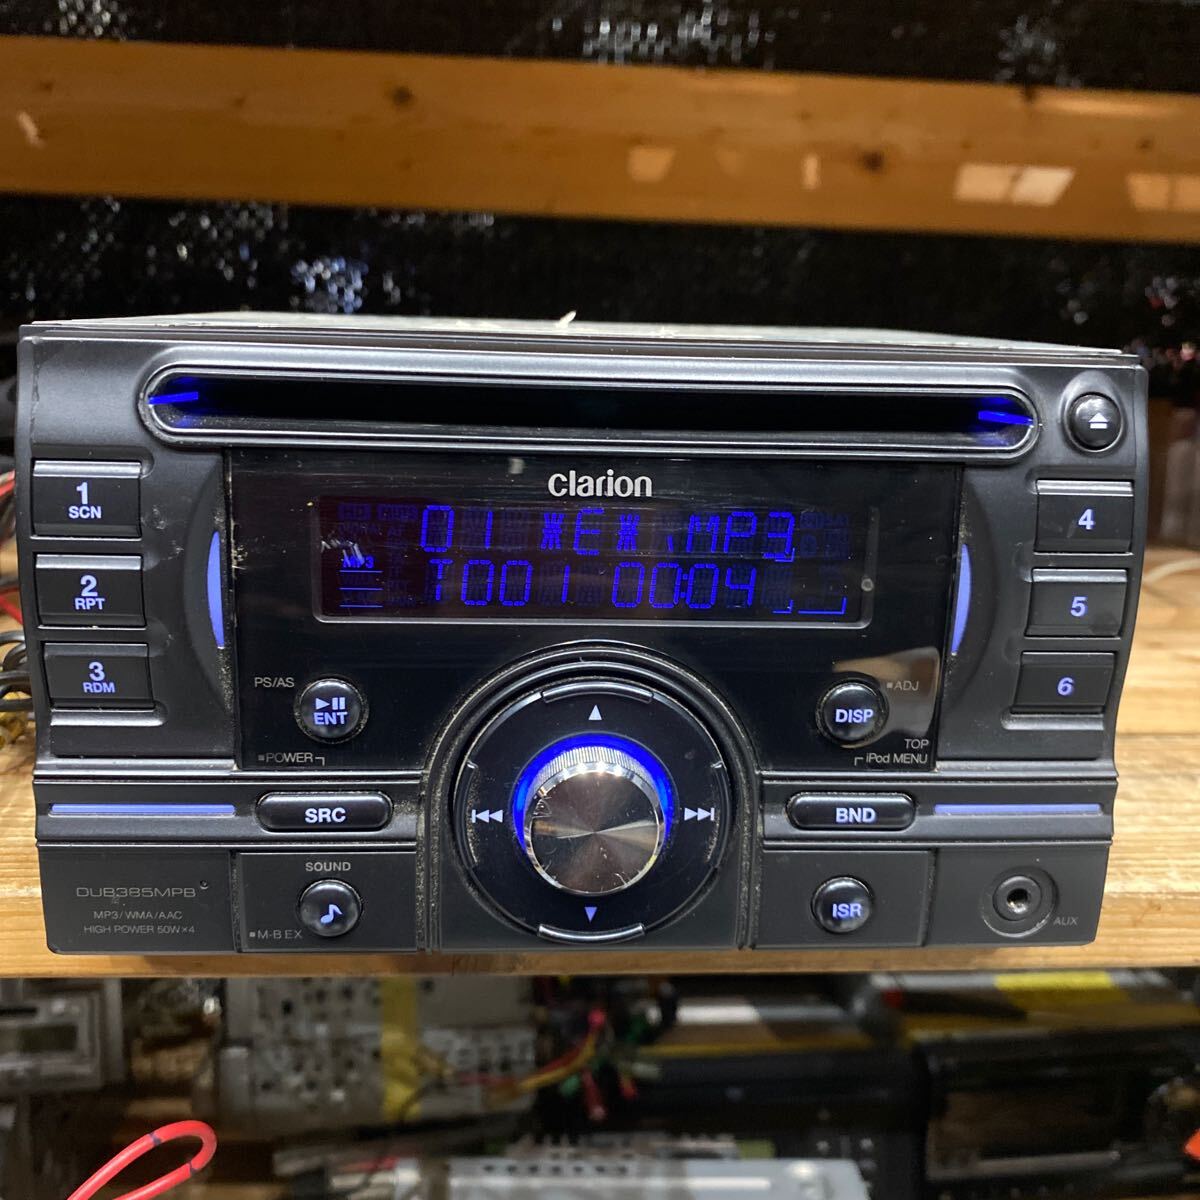 clarion
01 *E*.MP3
MP3
T001 00:04
1
SCN
2
RPT
3
RDM
4
5
6
PS/AS
ENT
■POWER
DISP
■ADJ
TOP
iPod MENU
SRC
BND
DUB385MPB
MP3/WMA/AAC
HIGH POWER 50W×4
SOUND
■M-B EX
ISR
AUX